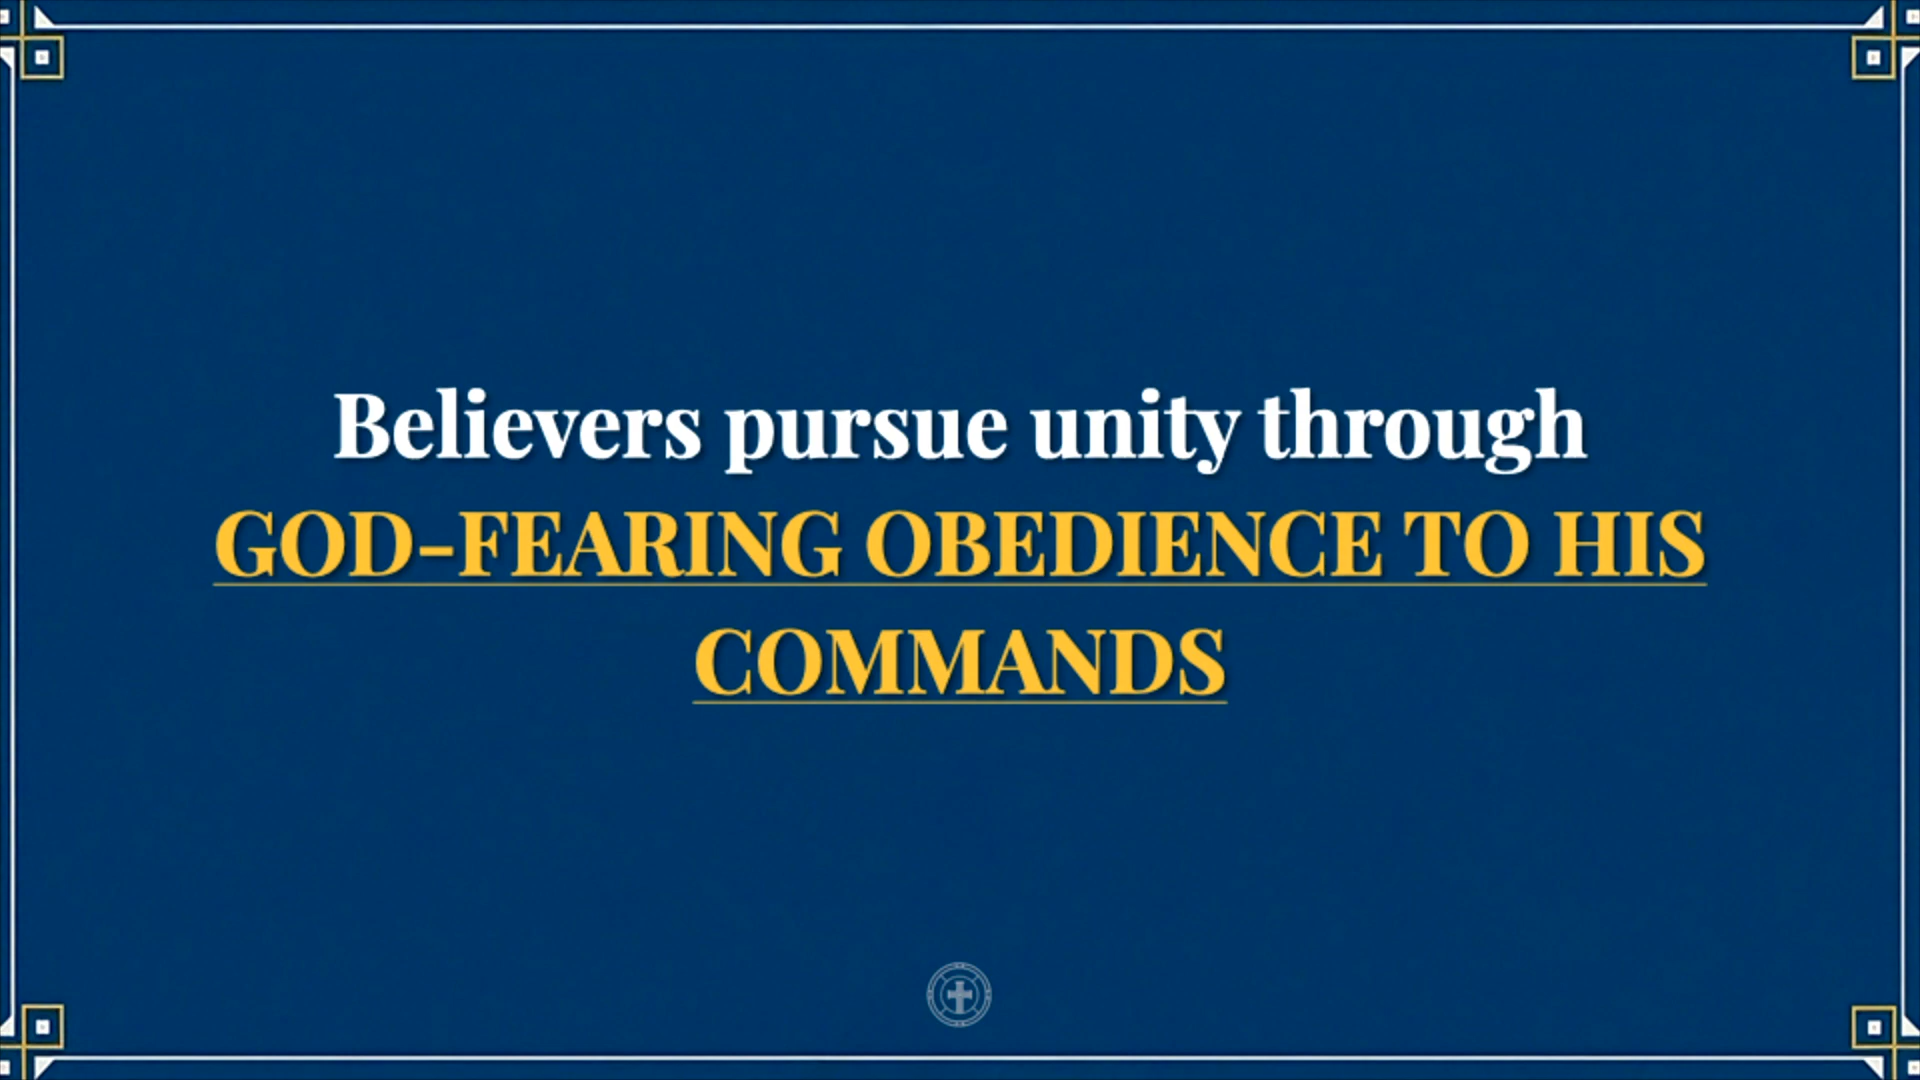 Believers pursue unity through
GOD-FEARING OBEDIENCE TO HIS
COMMANDS